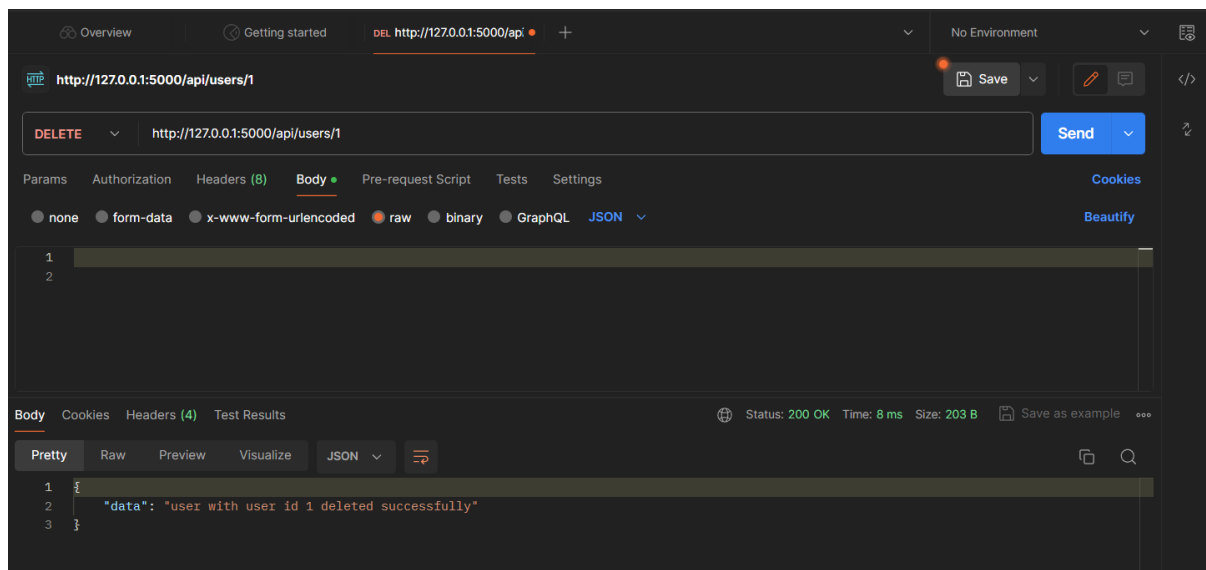 Overview Getting started DEL http://127.0.0.1:5000/api No Environment
HTTP http://127.0.0.1:5000/api/users/1 Save
DELETE http://127.0.0.1:5000/api/users/1 Send
Params Authorization Headers (8) Body Pre-request Script Tests Settings Cookies
none form-data x-www-form-urlencoded raw binary GraphQL JSON Beautify
1
2
Body Cookies Headers (4) Test Results Status: 200 OK Time: 8 ms Size: 203 B Save as example
Pretty Raw Preview Visualize JSON
1 {
2 "data": "user with user id 1 deleted successfully"
3 }